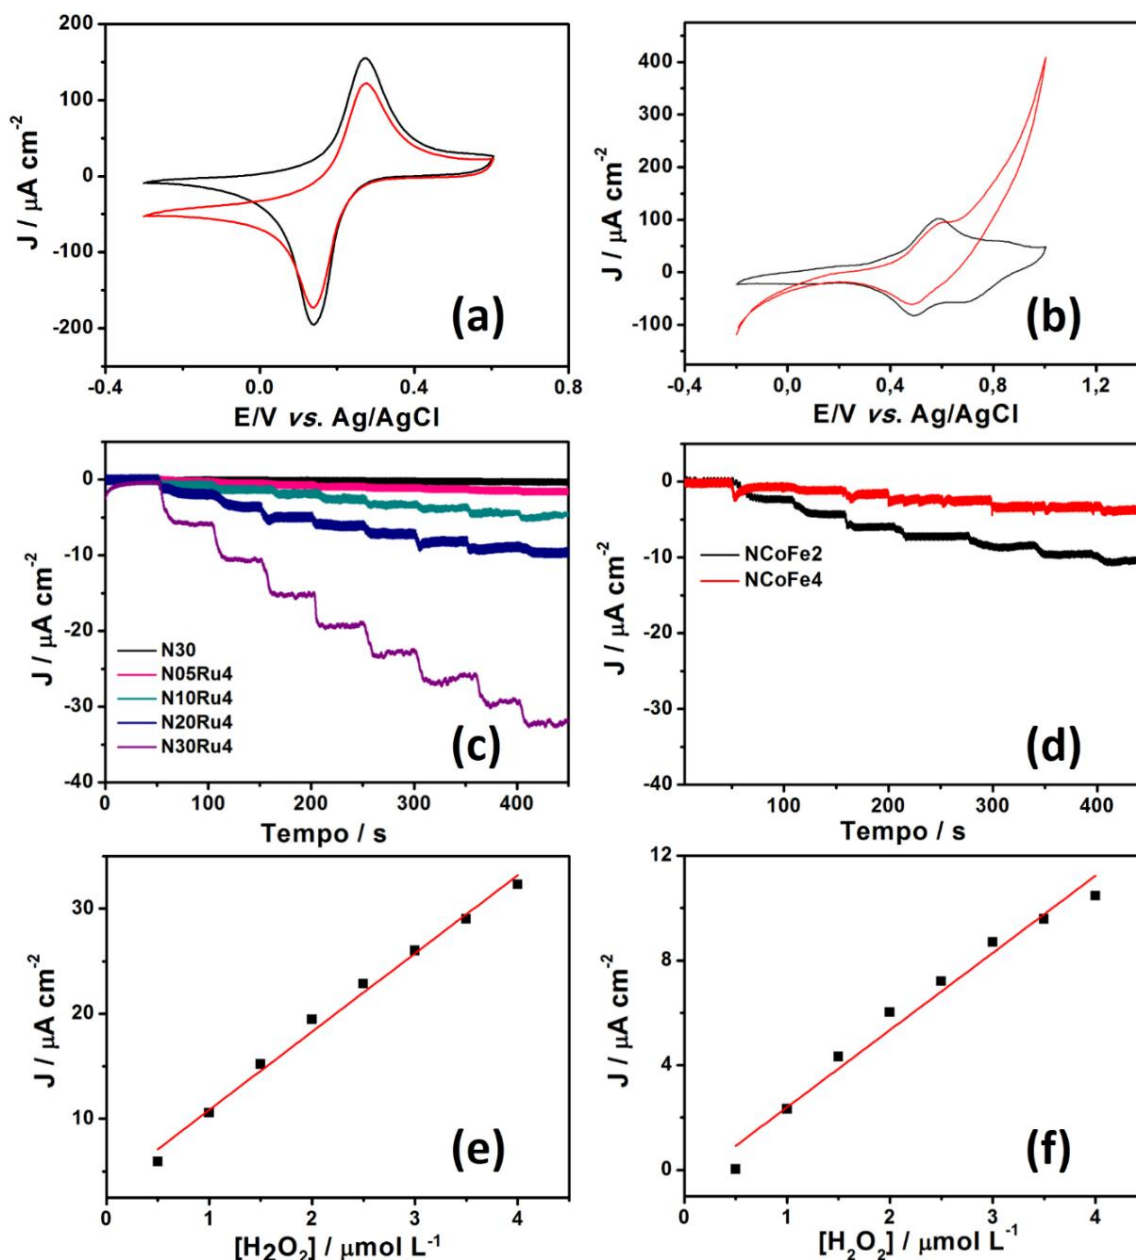 200
100
0
-100
-200
J / μA cm⁻²
(a)
-0.4
0.0
0.4
0.8
E/V vs. Ag/AgCl
400
300
200
100
0
-100
J / μA cm⁻²
(b)
-0,4
0,0
0,4
0,8
1,2
E/V vs. Ag/AgCl
0
-10
-20
-30
-40
J / μA cm⁻²
N30
N05Ru4
N10Ru4
N20Ru4
N30Ru4
(c)
0
100
200
300
400
Tempo / s
0
-10
-20
-30
-40
J / μA cm⁻²
NCoFe2
NCoFe4
(d)
100
200
300
400
Tempo / s
30
20
10
J / μA cm⁻²
(e)
0
1
2
3
4
[H₂O₂] / μmol L⁻¹
12
8
4
0
J / μA cm⁻²
(f)
0
1
2
3
4
[H₂O₂] / μmol L⁻¹